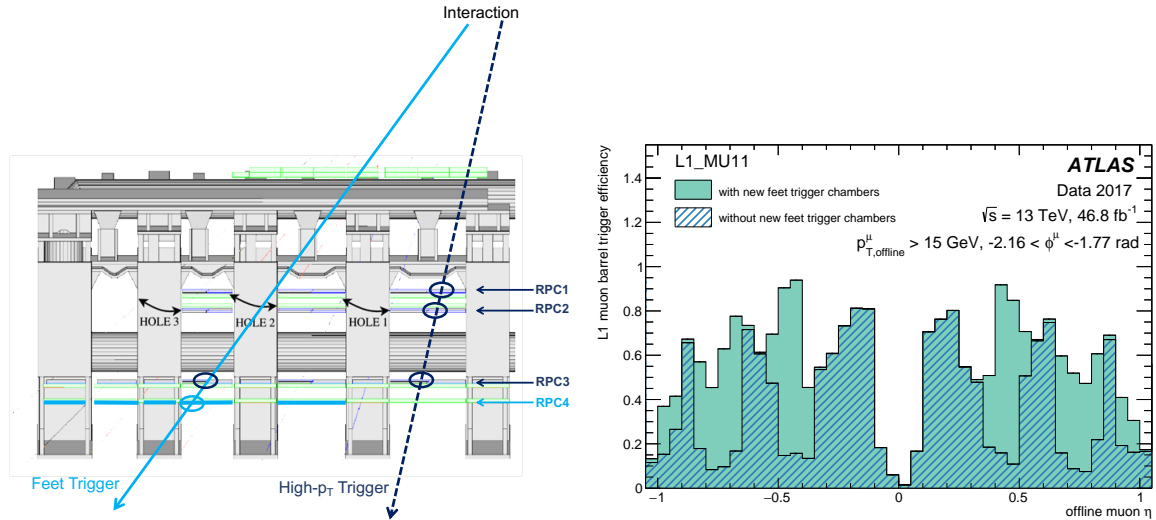 Interaction
HOLE 3
HOLE 2
HOLE 1
RPC1
RPC2
RPC3
RPC4
Feet Trigger
High-pT Trigger
L1 muon barrel trigger efficiency
1.4
1.2
1
0.8
0.6
0.4
0.2
0
L1_MU11
with new feet trigger chambers
without new feet trigger chambers
ATLAS
Data 2017
√s = 13 TeV, 46.8 fb⁻¹
p^μ_T,offline > 15 GeV, -2.16 < ϕ^μ <-1.77 rad
−1 −0.5 0 0.5 1
offline muon η